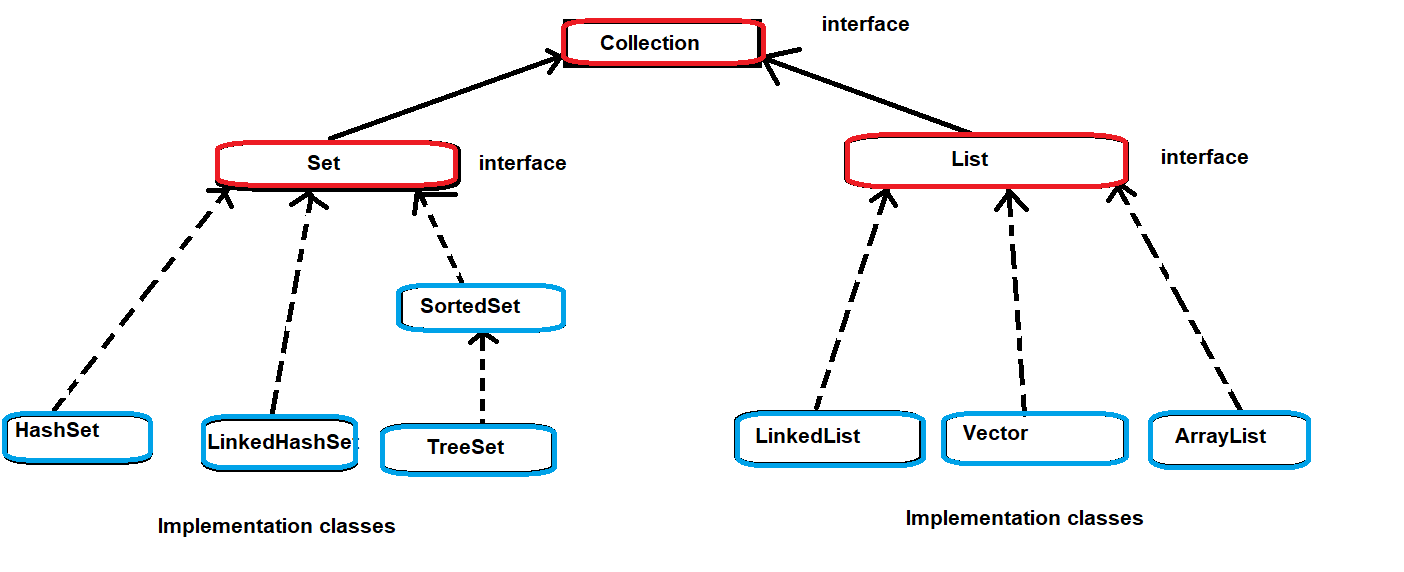 Collection
interface
Set
interface
List
interface
SortedSet
HashSet
LinkedHashSet
TreeSet
LinkedList
Vector
ArrayList
Implementation classes
Implementation classes